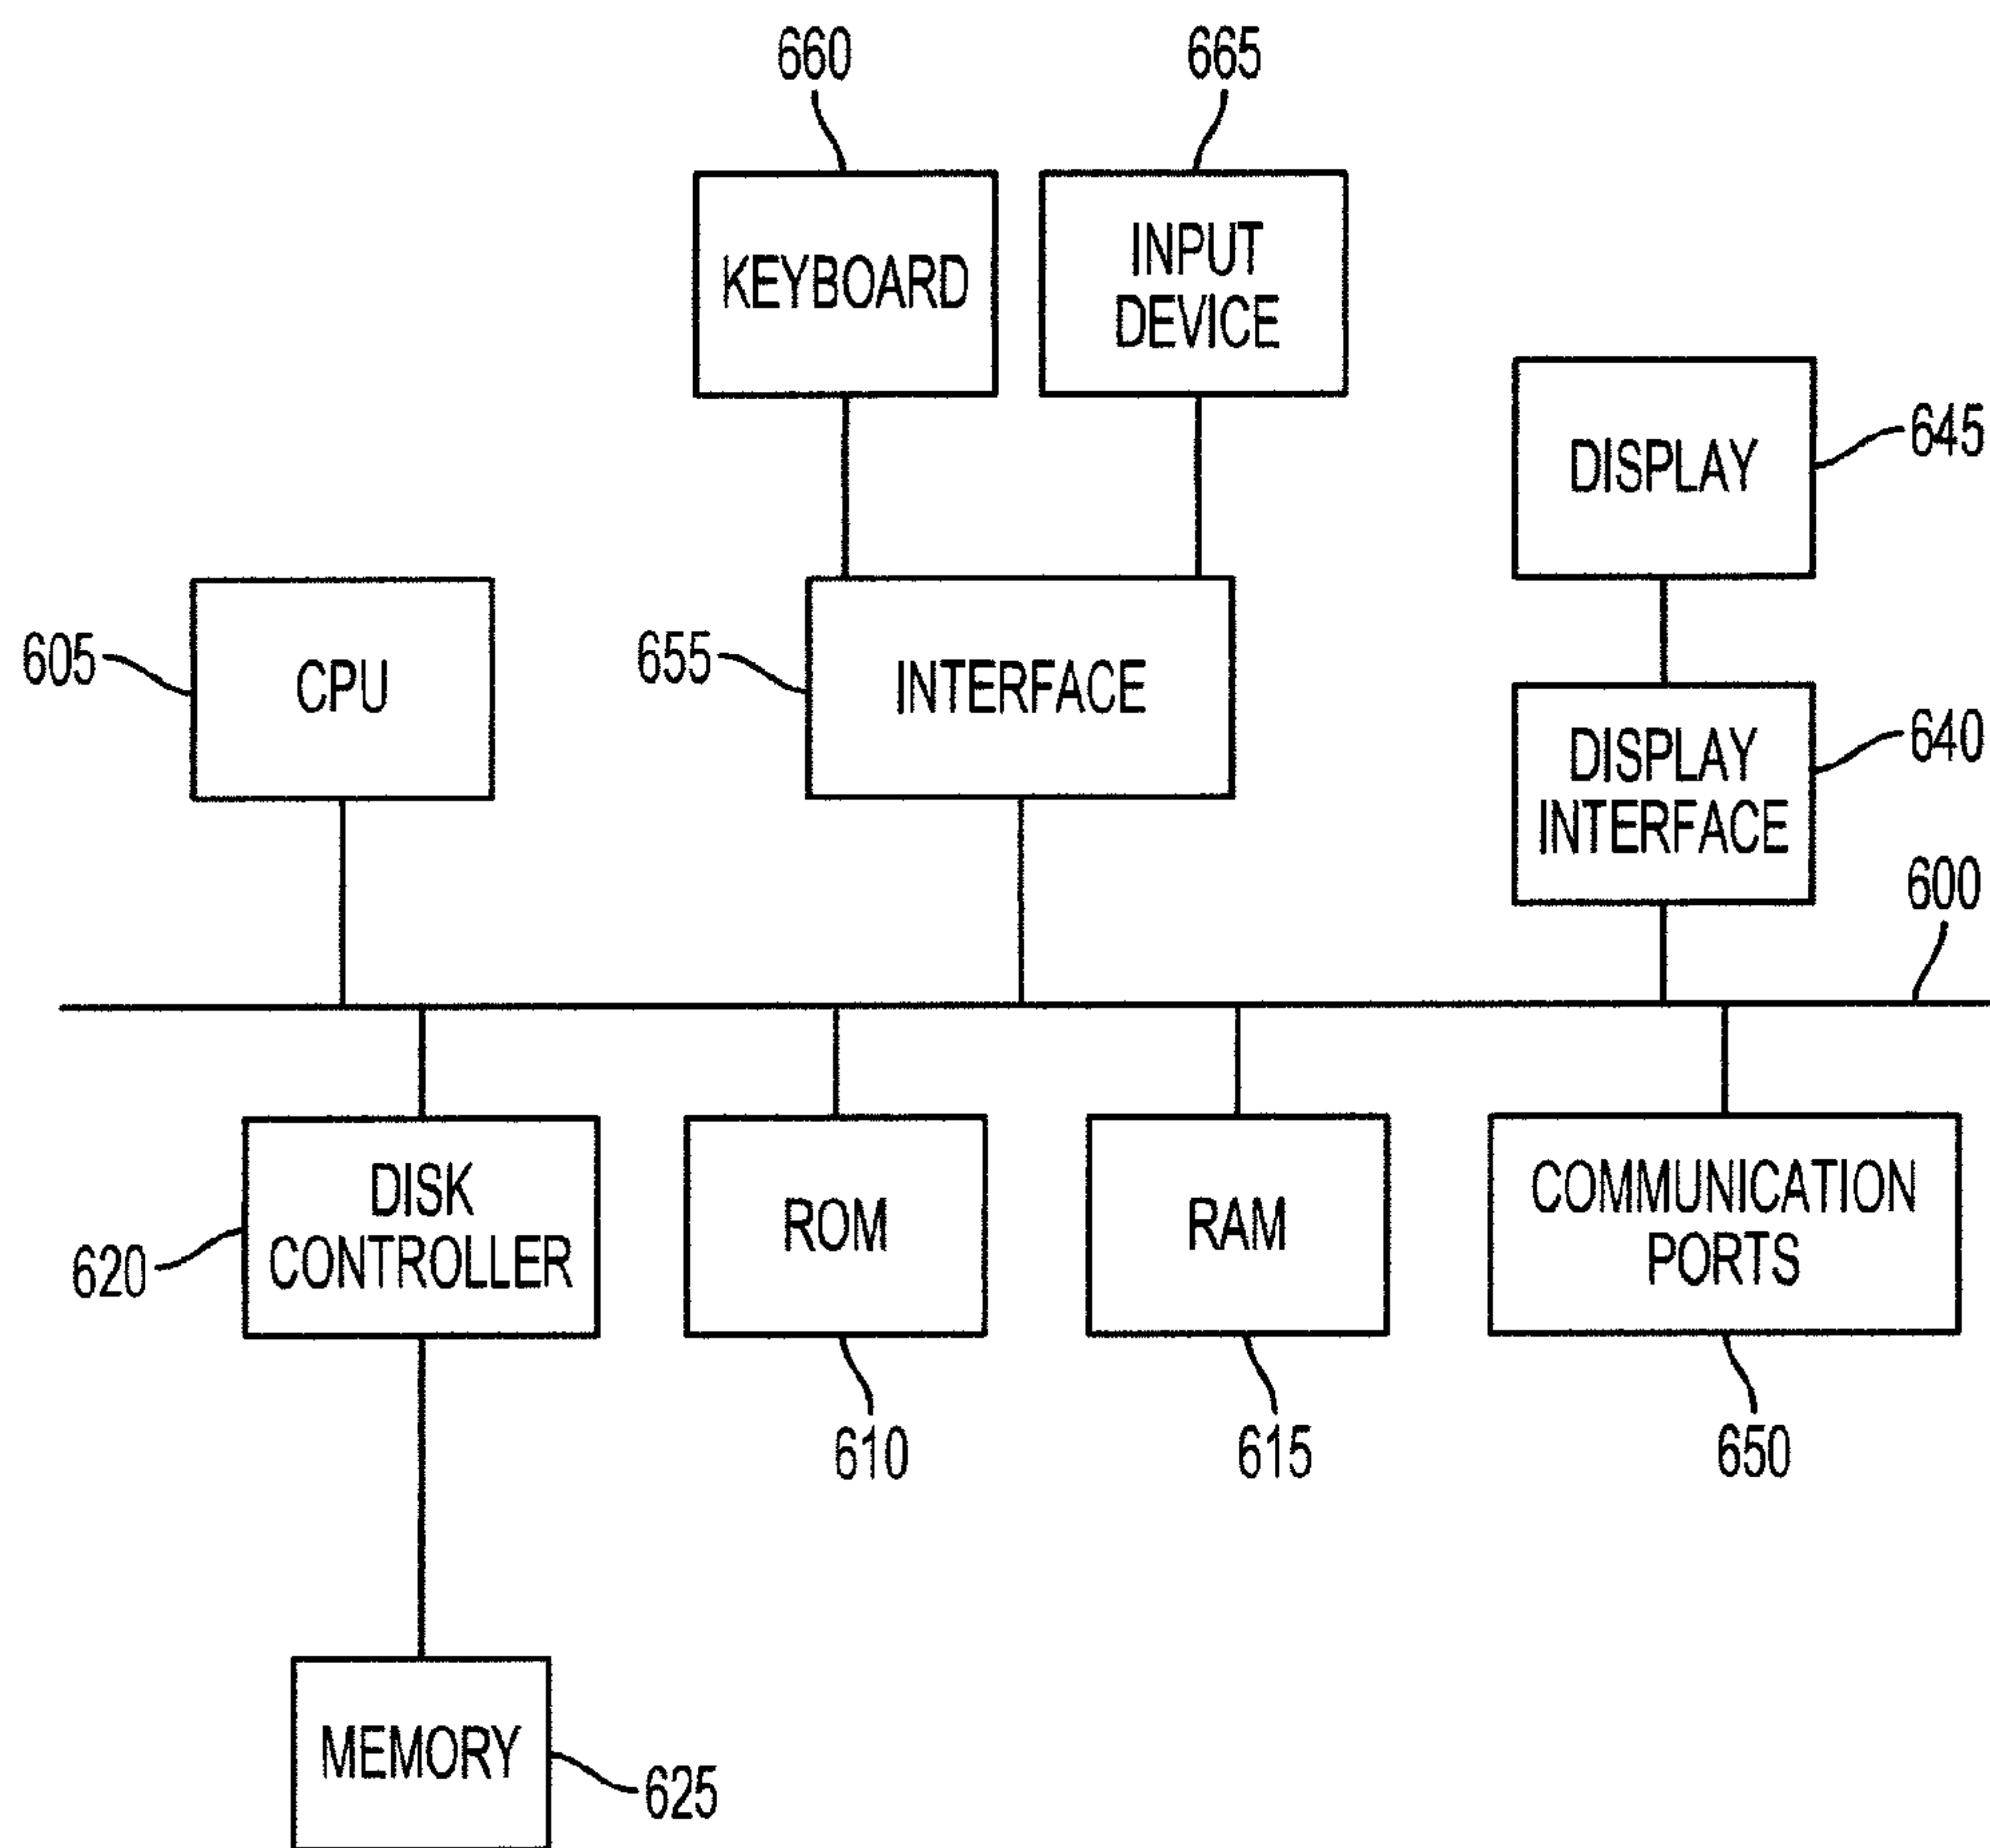 660
665
KEYBOARD
INPUT
DEVICE
DISPLAY
645
605
CPU
655
INTERFACE
DISPLAY
INTERFACE
640
600
DISK
CONTROLLER
620
ROM
RAM
COMMUNICATION
PORTS
610
615
650
MEMORY
625